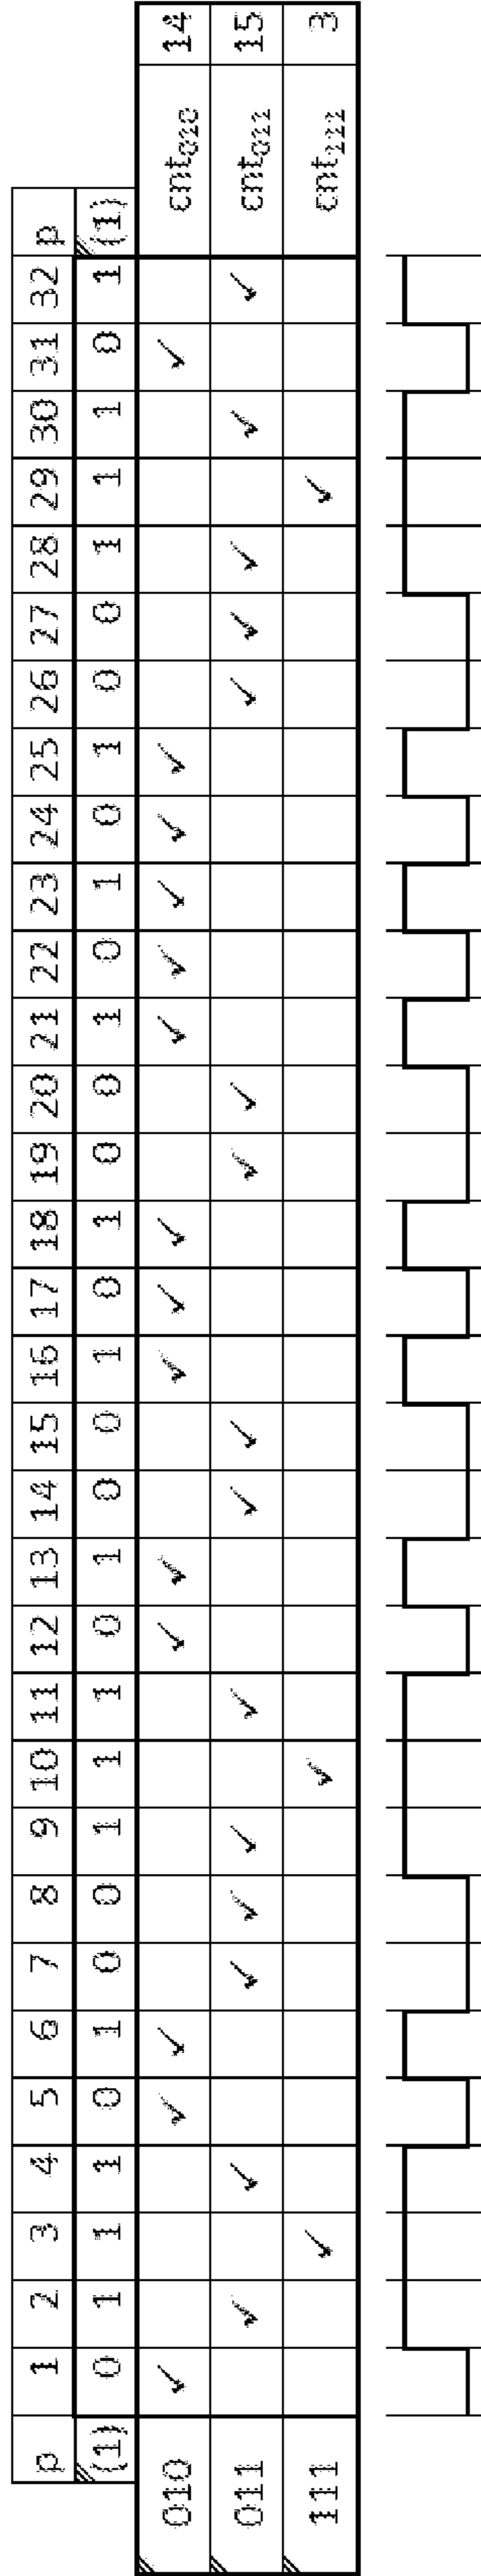 p 1 2 3 4 5 6 7 8 9 10 11 12 13 14 15 16 17 18 19 20 21 22 23 24 25 26 27 28 29 30 31 32 p
(1) 0 1 1 1 0 1 0 0 1 1 1 0 1 0 0 1 0 1 0 0 1 0 1 0 1 0 0 1 1 1 0 1 (1)
010 ✓ ✓ ✓ ✓ ✓ ✓ ✓ ✓ ✓ ✓ ✓ ✓ ✓ ✓ cnt010 14
011 ✓ ✓ ✓ ✓ ✓ ✓ ✓ ✓ ✓ ✓ ✓ ✓ ✓ ✓ ✓ cnt011 15
111 ✓ ✓ ✓ cnt111 3